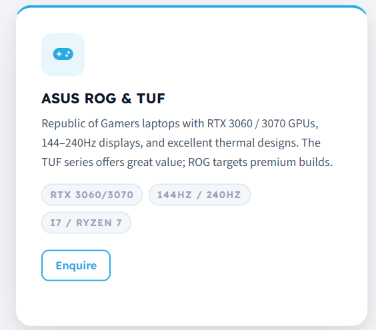 ASUS ROG & TUF
Republic of Gamers laptops with RTX 3060 / 3070 GPUs,
144–240Hz displays, and excellent thermal designs. The
TUF series offers great value; ROG targets premium builds.
RTX 3060/3070 144HZ / 240HZ
I7 / RYZEN 7
Enquire